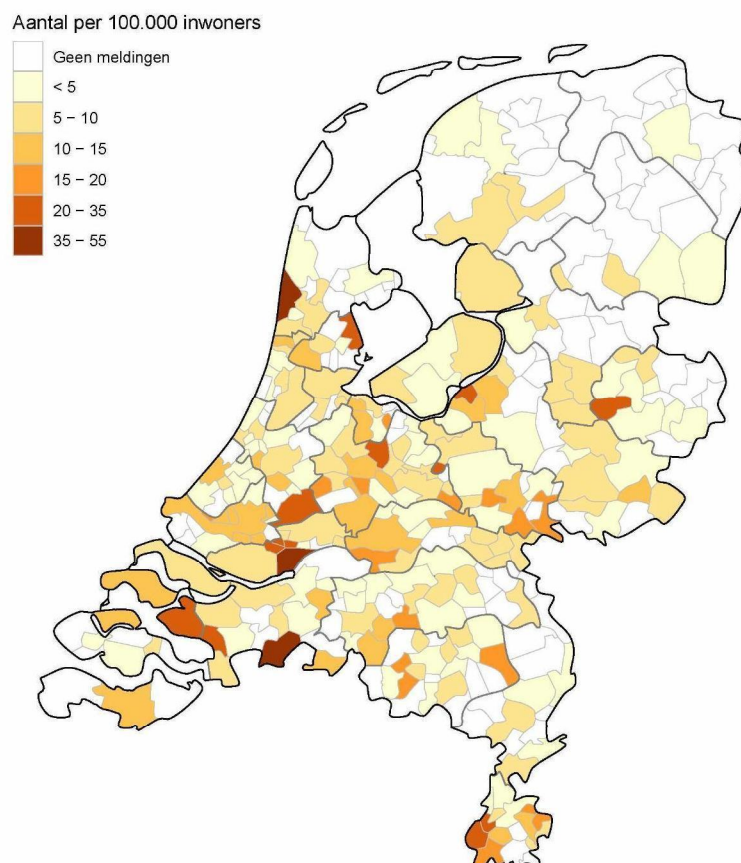 Aantal per 100.000 inwoners
Geen meldingen
< 5
5 – 10
10 – 15
15 – 20
20 – 35
35 – 55